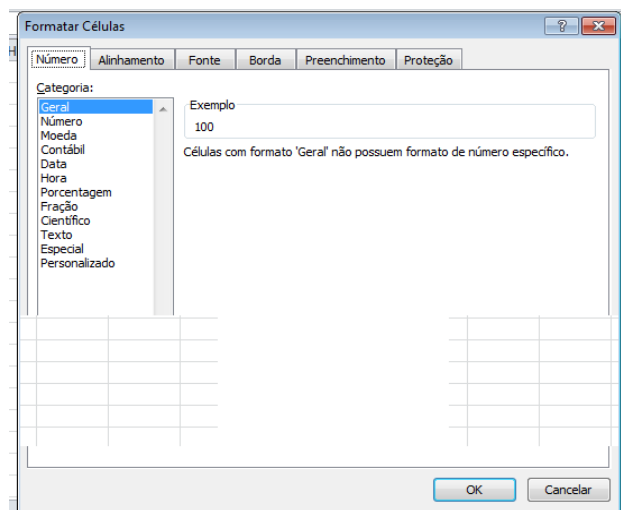 Formatar Células
H
Número Alinhamento Fonte Borda Preenchimento Proteção
Categoria:
Geral
Número
Moeda
Contábil
Data
Hora
Porcentagem
Fração
Científico
Texto
Especial
Personalizado
Exemplo
100
Células com formato 'Geral' não possuem formato de número específico.
OK Cancelar